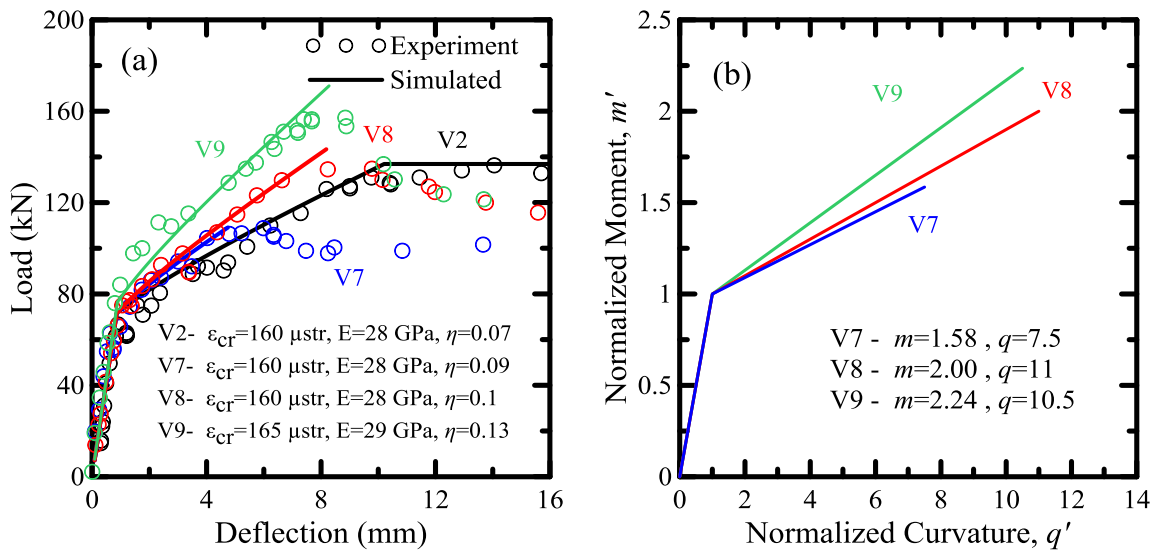 200
160
120
80
40
0
Load (kN)
(a)
Experiment
Simulated
V9
V8
V2
V7
V2- εcr=160 µstr, E=28 GPa, η=0.07
V7- εcr=160 µstr, E=28 GPa, η=0.09
V8- εcr=160 µstr, E=28 GPa, η=0.1
V9- εcr=165 µstr, E=29 GPa, η=0.13
0 4 8 12 16
Deflection (mm)
2.5
2
1.5
1
0.5
0
Normalized Moment, m′
(b)
V9
V8
V7
V7 - m=1.58 , q=7.5
V8 - m=2.00 , q=11
V9 - m=2.24 , q=10.5
0 2 4 6 8 10 12 14
Normalized Curvature, q′